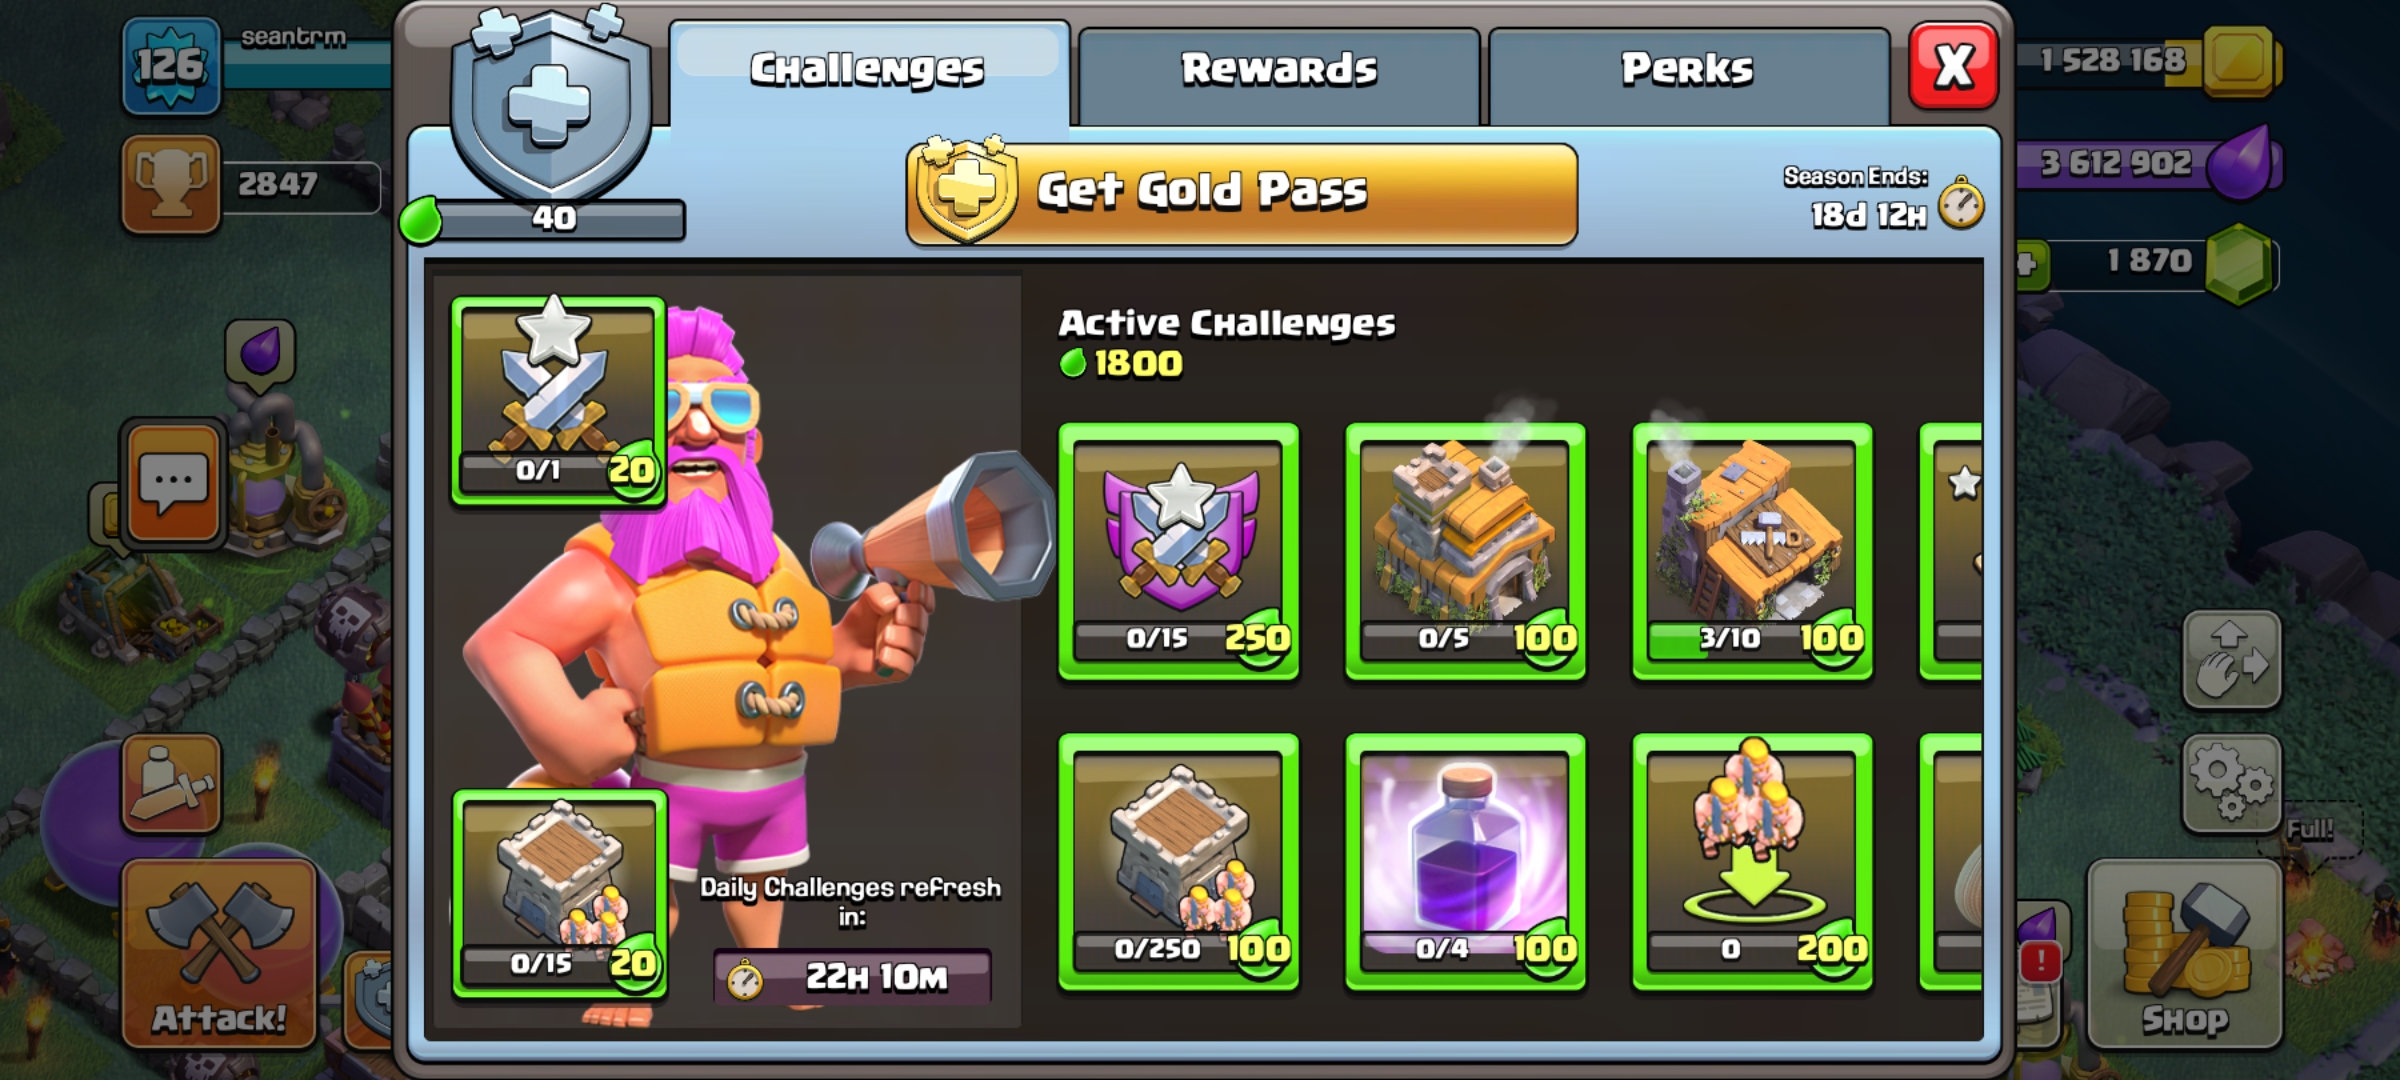 126
seantrm
2847
Challenges
Rewards
Perks
X
1 528 168
3 612 902
1 870
40
Get Gold Pass
Season Ends:
18d 12H
Active Challenges
1800
0/1
20
0/15
250
0/5
100
3/10
100
Daily Challenges refresh
in:
22H 10M
0/15
20
0/250
100
0/4
100
0
200
Full!
!
Attack!
Shop